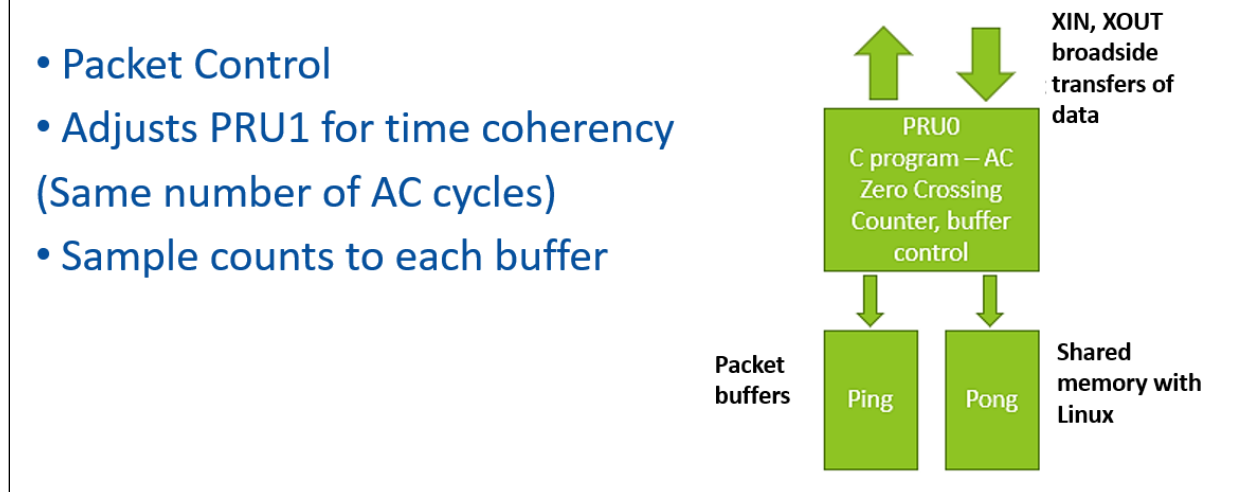 • Packet Control
• Adjusts PRU1 for time coherency
(Same number of AC cycles)
• Sample counts to each buffer
XIN, XOUT
broadside
transfers of
data
PRU0
C program – AC
Zero Crossing
Counter, buffer
control
Packet
buffers
Ping
Pong
Shared
memory with
Linux